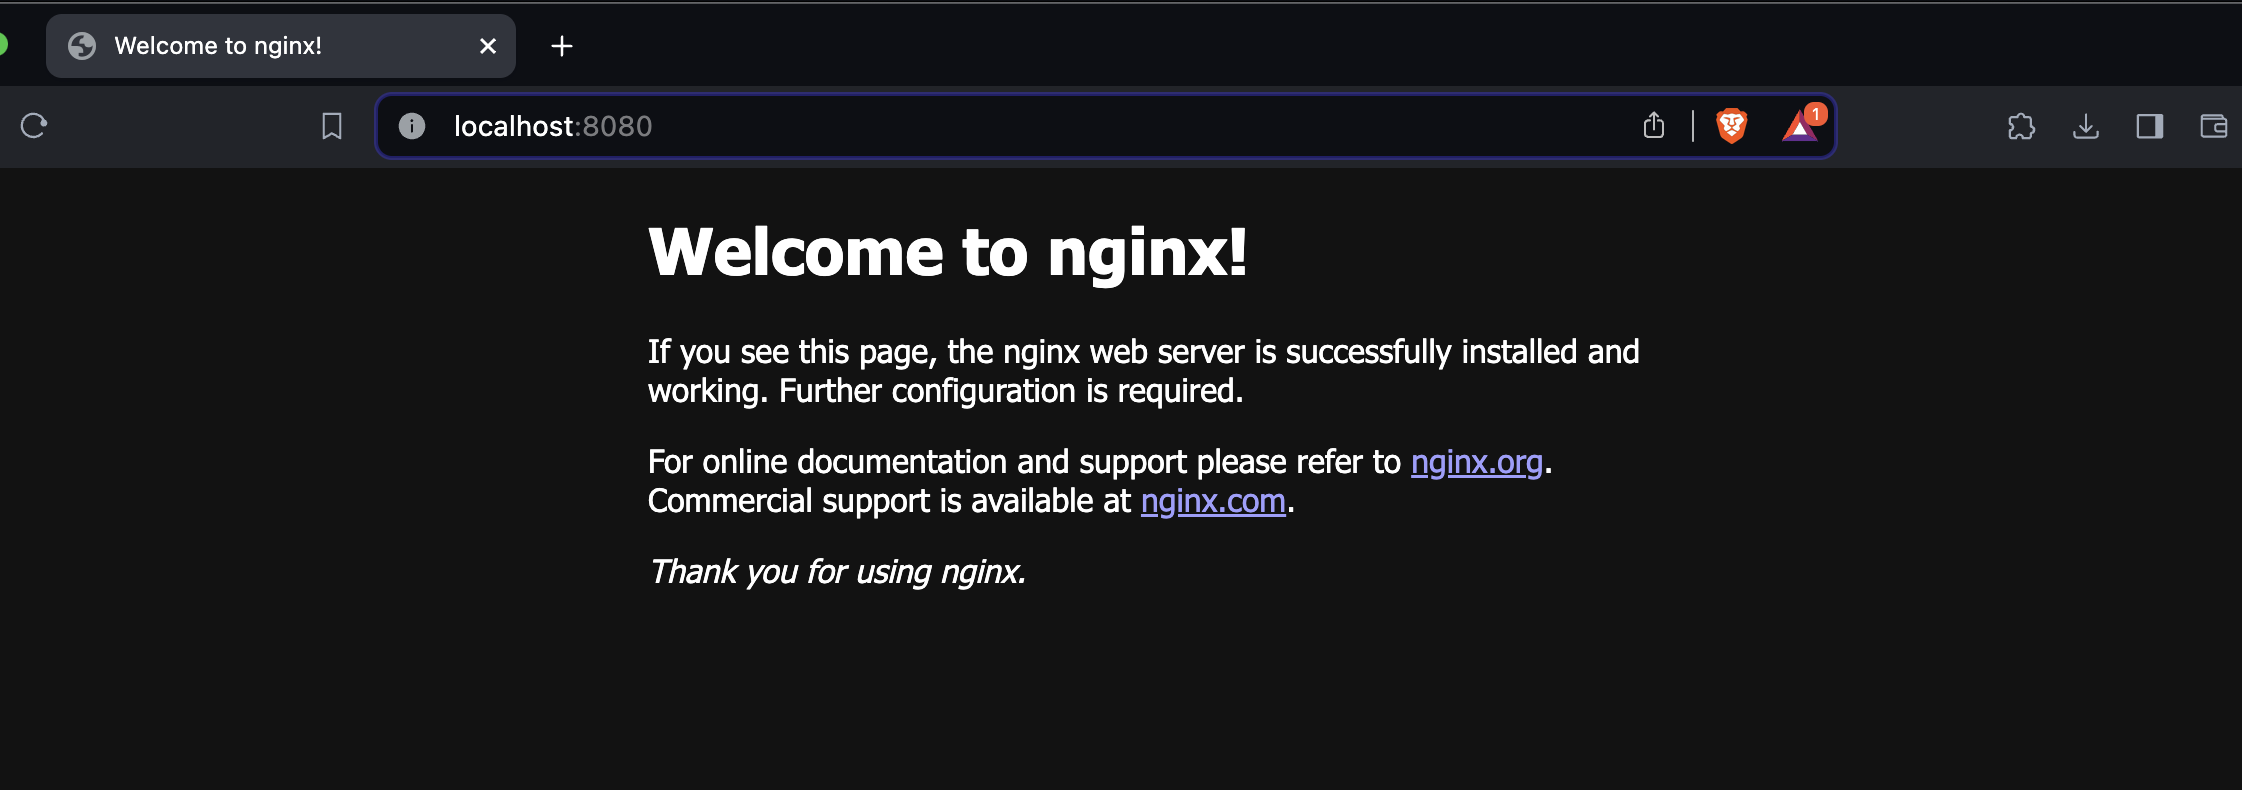 Welcome to nginx!
localhost:8080
1
Welcome to nginx!
If you see this page, the nginx web server is successfully installed and
working. Further configuration is required.
For online documentation and support please refer to nginx.org.
Commercial support is available at nginx.com.
Thank you for using nginx.